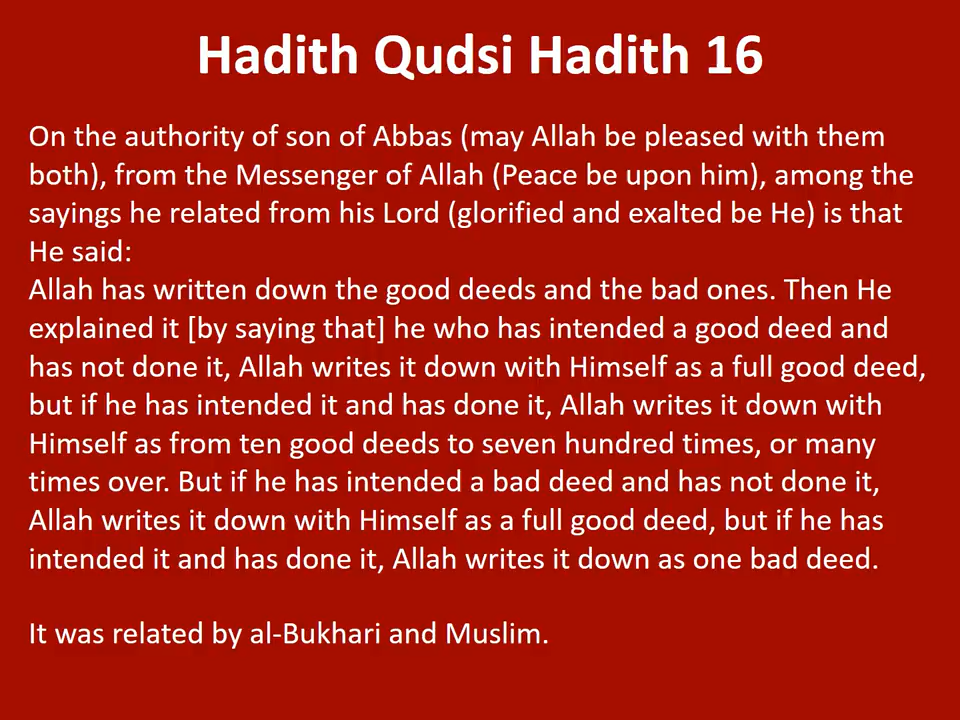 Hadith Qudsi Hadith 16
On the authority of son of Abbas (may Allah be pleased with them
both), from the Messenger of Allah (Peace be upon him), among the
sayings he related from his Lord (glorified and exalted be He) is that
He said:
Allah has written down the good deeds and the bad ones. Then He
explained it [by saying that] he who has intended a good deed and
has not done it, Allah writes it down with Himself as a full good deed,
but if he has intended it and has done it, Allah writes it down with
Himself as from ten good deeds to seven hundred times, or many
times over. But if he has intended a bad deed and has not done it,
Allah writes it down with Himself as a full good deed, but if he has
intended it and has done it, Allah writes it down as one bad deed.
It was related by al-Bukhari and Muslim.